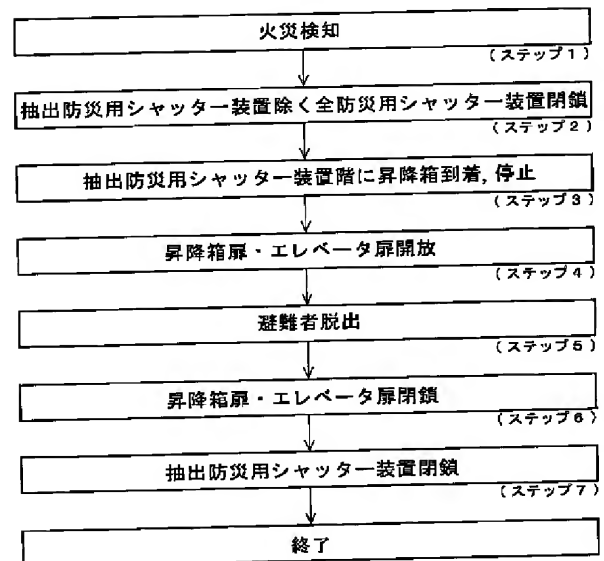 火災検知
(ステップ1)
抽出防災用シャッター装置除く全防災用シャッター装置閉鎖
(ステップ2)
抽出防災用シャッター装置階に昇降箱到着,停止
(ステップ3)
昇降箱扉・エレベータ扉開放
(ステップ4)
避難者脱出
(ステップ5)
昇降箱扉・エレベータ扉閉鎖
(ステップ6)
抽出防災用シャッター装置閉鎖
(ステップ7)
終了